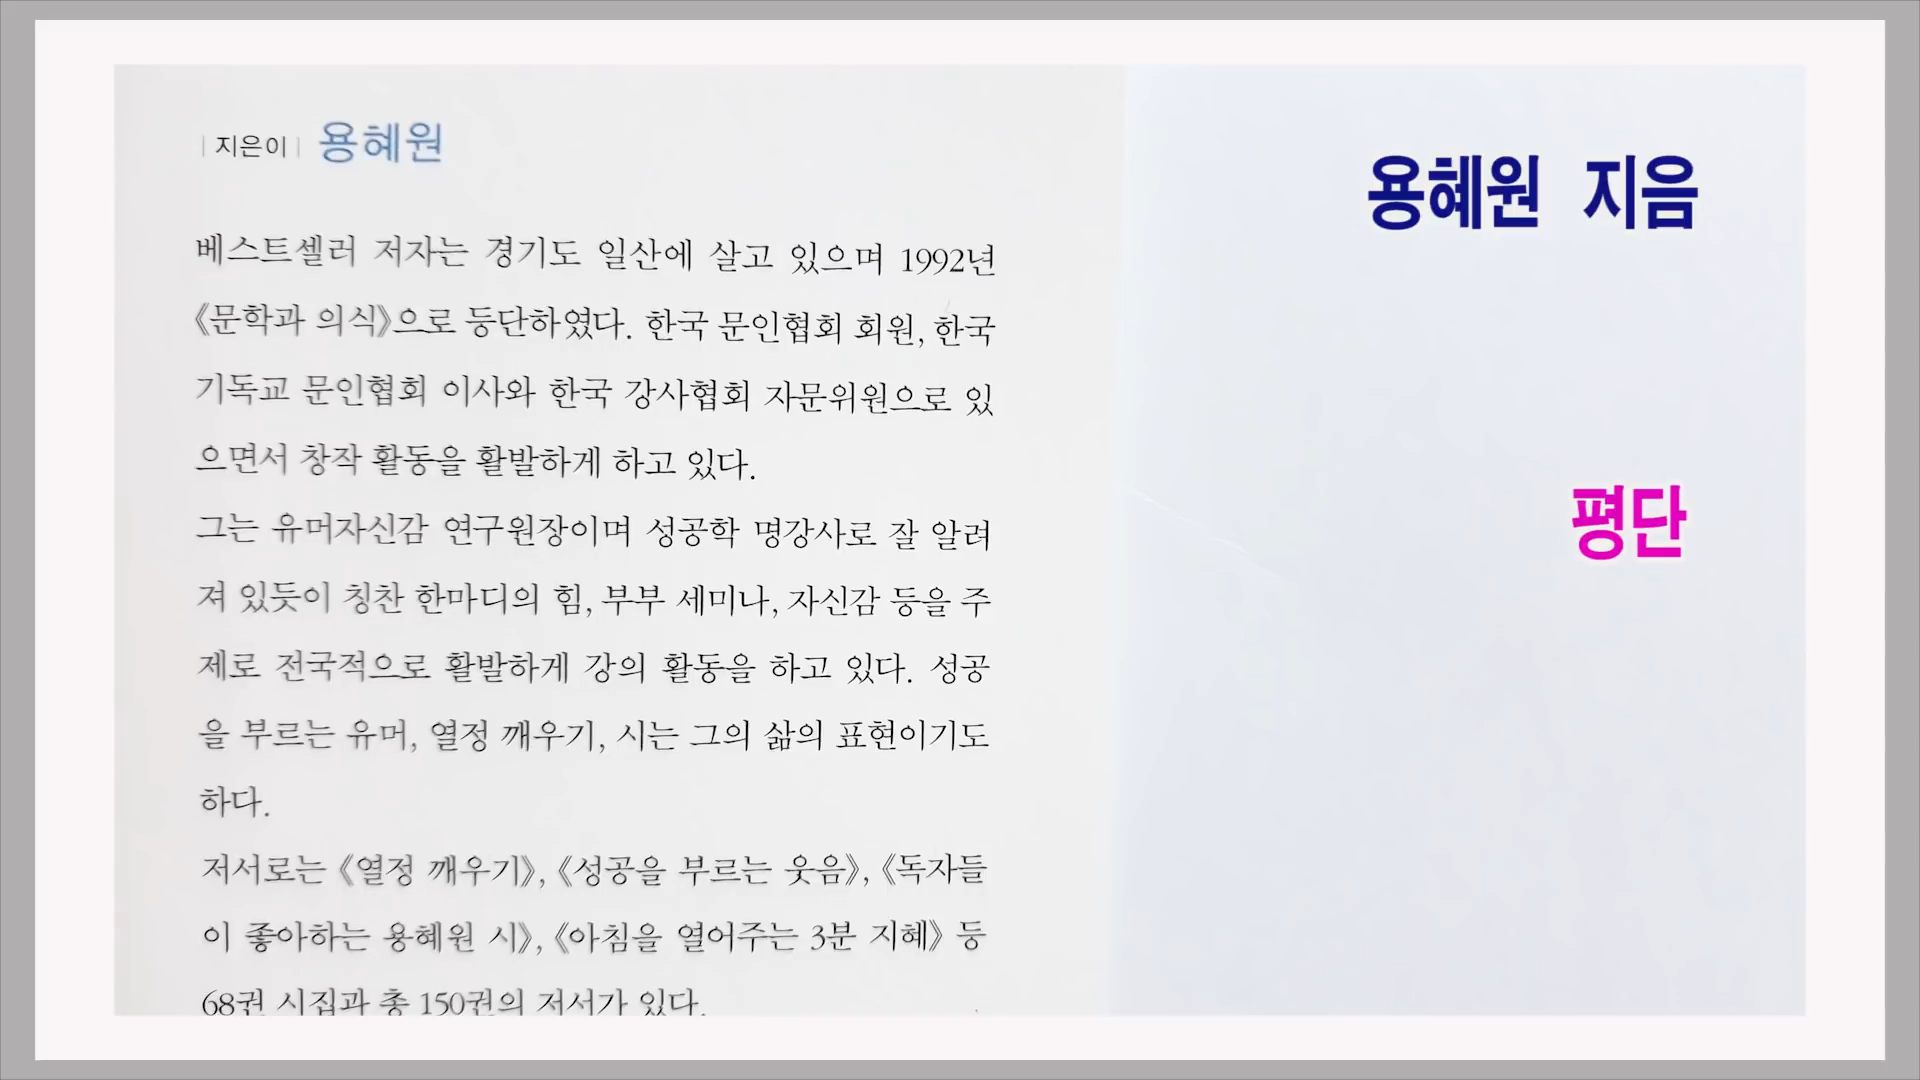 | 지은이 | 용혜원
베스트셀러 저자는 경기도 일산에 살고 있으며 1992년
《문학과 의식》으로 등단하였다. 한국 문인협회 회원, 한국
기독교 문인협회 이사와 한국 강사협회 자문위원으로 있
으면서 창작 활동을 활발하게 하고 있다.
그는 유머자신감 연구원장이며 성공학 명강사로 잘 알려
져 있듯이 칭찬 한마디의 힘, 부부 세미나, 자신감 등을 주
제로 전국적으로 활발하게 강의 활동을 하고 있다. 성공
을 부르는 유머, 열정 깨우기, 시는 그의 삶의 표현이기도
하다.
저서로는 《열정 깨우기》, 《성공을 부르는 웃음》, 《독자들
이 좋아하는 용혜원 시》, 《아침을 열어주는 3분 지혜》 등
68권 시집과 총 150권의 저서가 있다.
용혜원 지음
평단